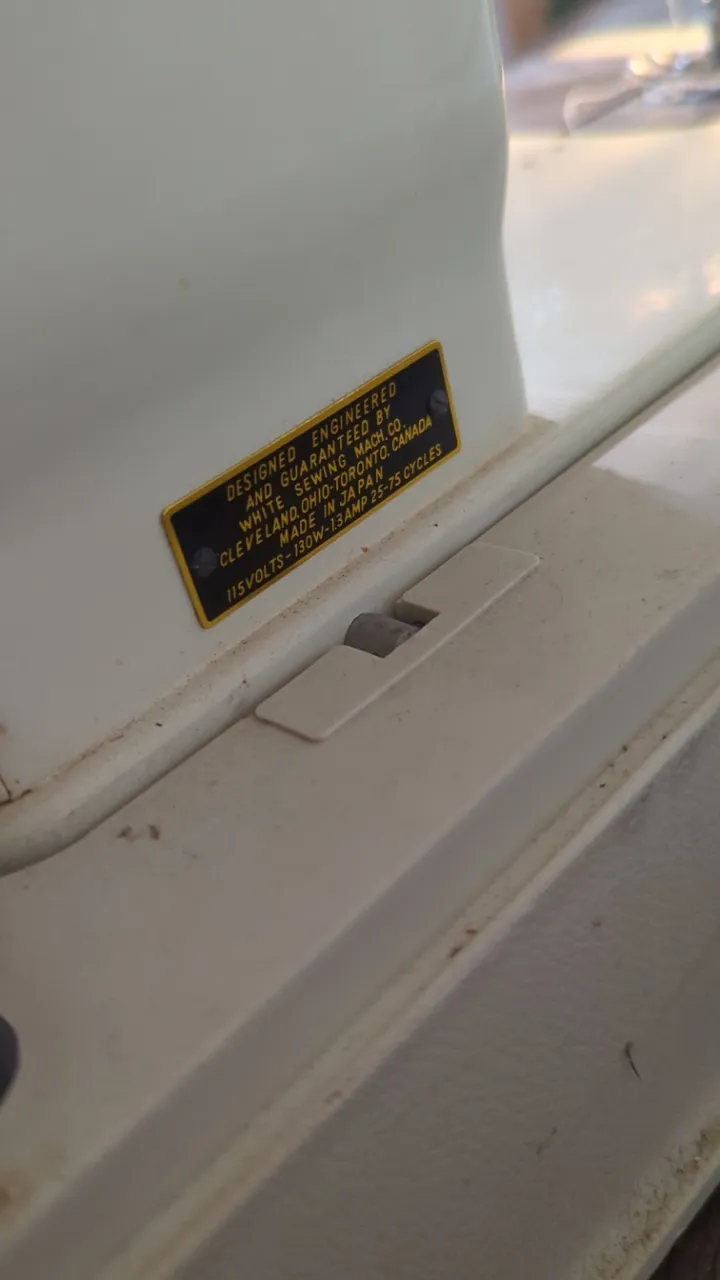 DESIGNED ENGINEERED
AND GUARANTEED BY
WHITE SEWING MACH. CO.
CLEVELAND, OHIO-TORONTO, CANADA
MADE IN JAPAN
115VOLTS-130W-1.3AMP 25-75 CYCLES